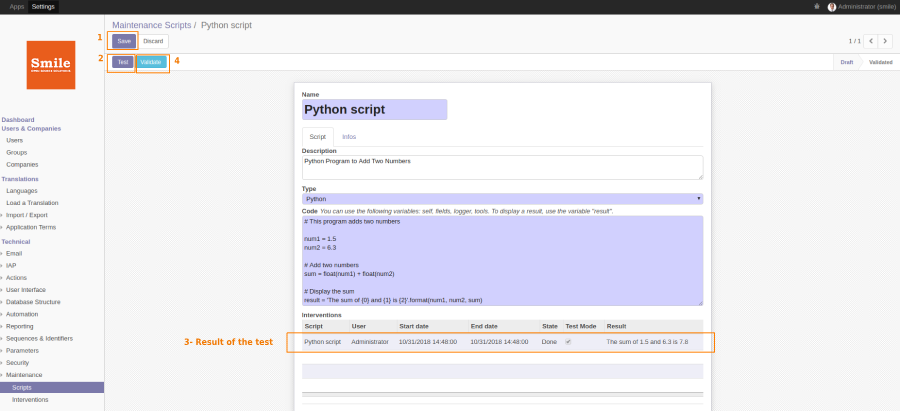 Apps Settings Administrator (smile)
Maintenance Scripts / Python script
1 Save Discard 1 / 1
2 Test Validate 4 Draft Validated
Smile
Dashboard
Users & Companies
Users
Groups
Companies
Translations
Languages
Load a Translation
Import / Export
Application Terms
Technical
Email
IAP
Actions
User Interface
Database Structure
Automation
Reporting
Sequences & Identifiers
Parameters
Security
Maintenance
Scripts
Interventions
Name
Python script
Script Infos
Description
Python Program to Add Two Numbers
Type
Python
Code You can use the following variables: self, fields, logger, tools. To display a result, use the variable "result".
# This program adds two numbers
num1 = 1.5
num2 = 6.3
# Add two numbers
sum = float(num1) + float(num2)
# Display the sum
result = 'The sum of {0} and {1} is {2}'.format(num1, num2, sum)
Interventions
Script User Start date End date State Test Mode Result
3- Result of the test
Python script Administrator 10/31/2018 14:48:00 10/31/2018 14:48:00 Done The sum of 1.5 and 6.3 is 7.8